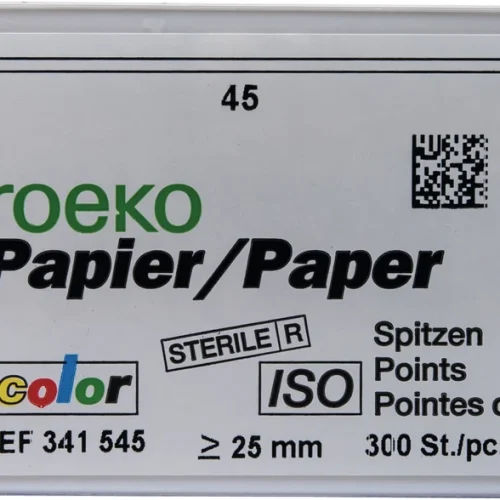 45
roeko
Papier/Paper
STERILE R
Spitzen
color
ISO
Points
Pointes
EF 341 545
≥ 25 mm
300 St./pc.